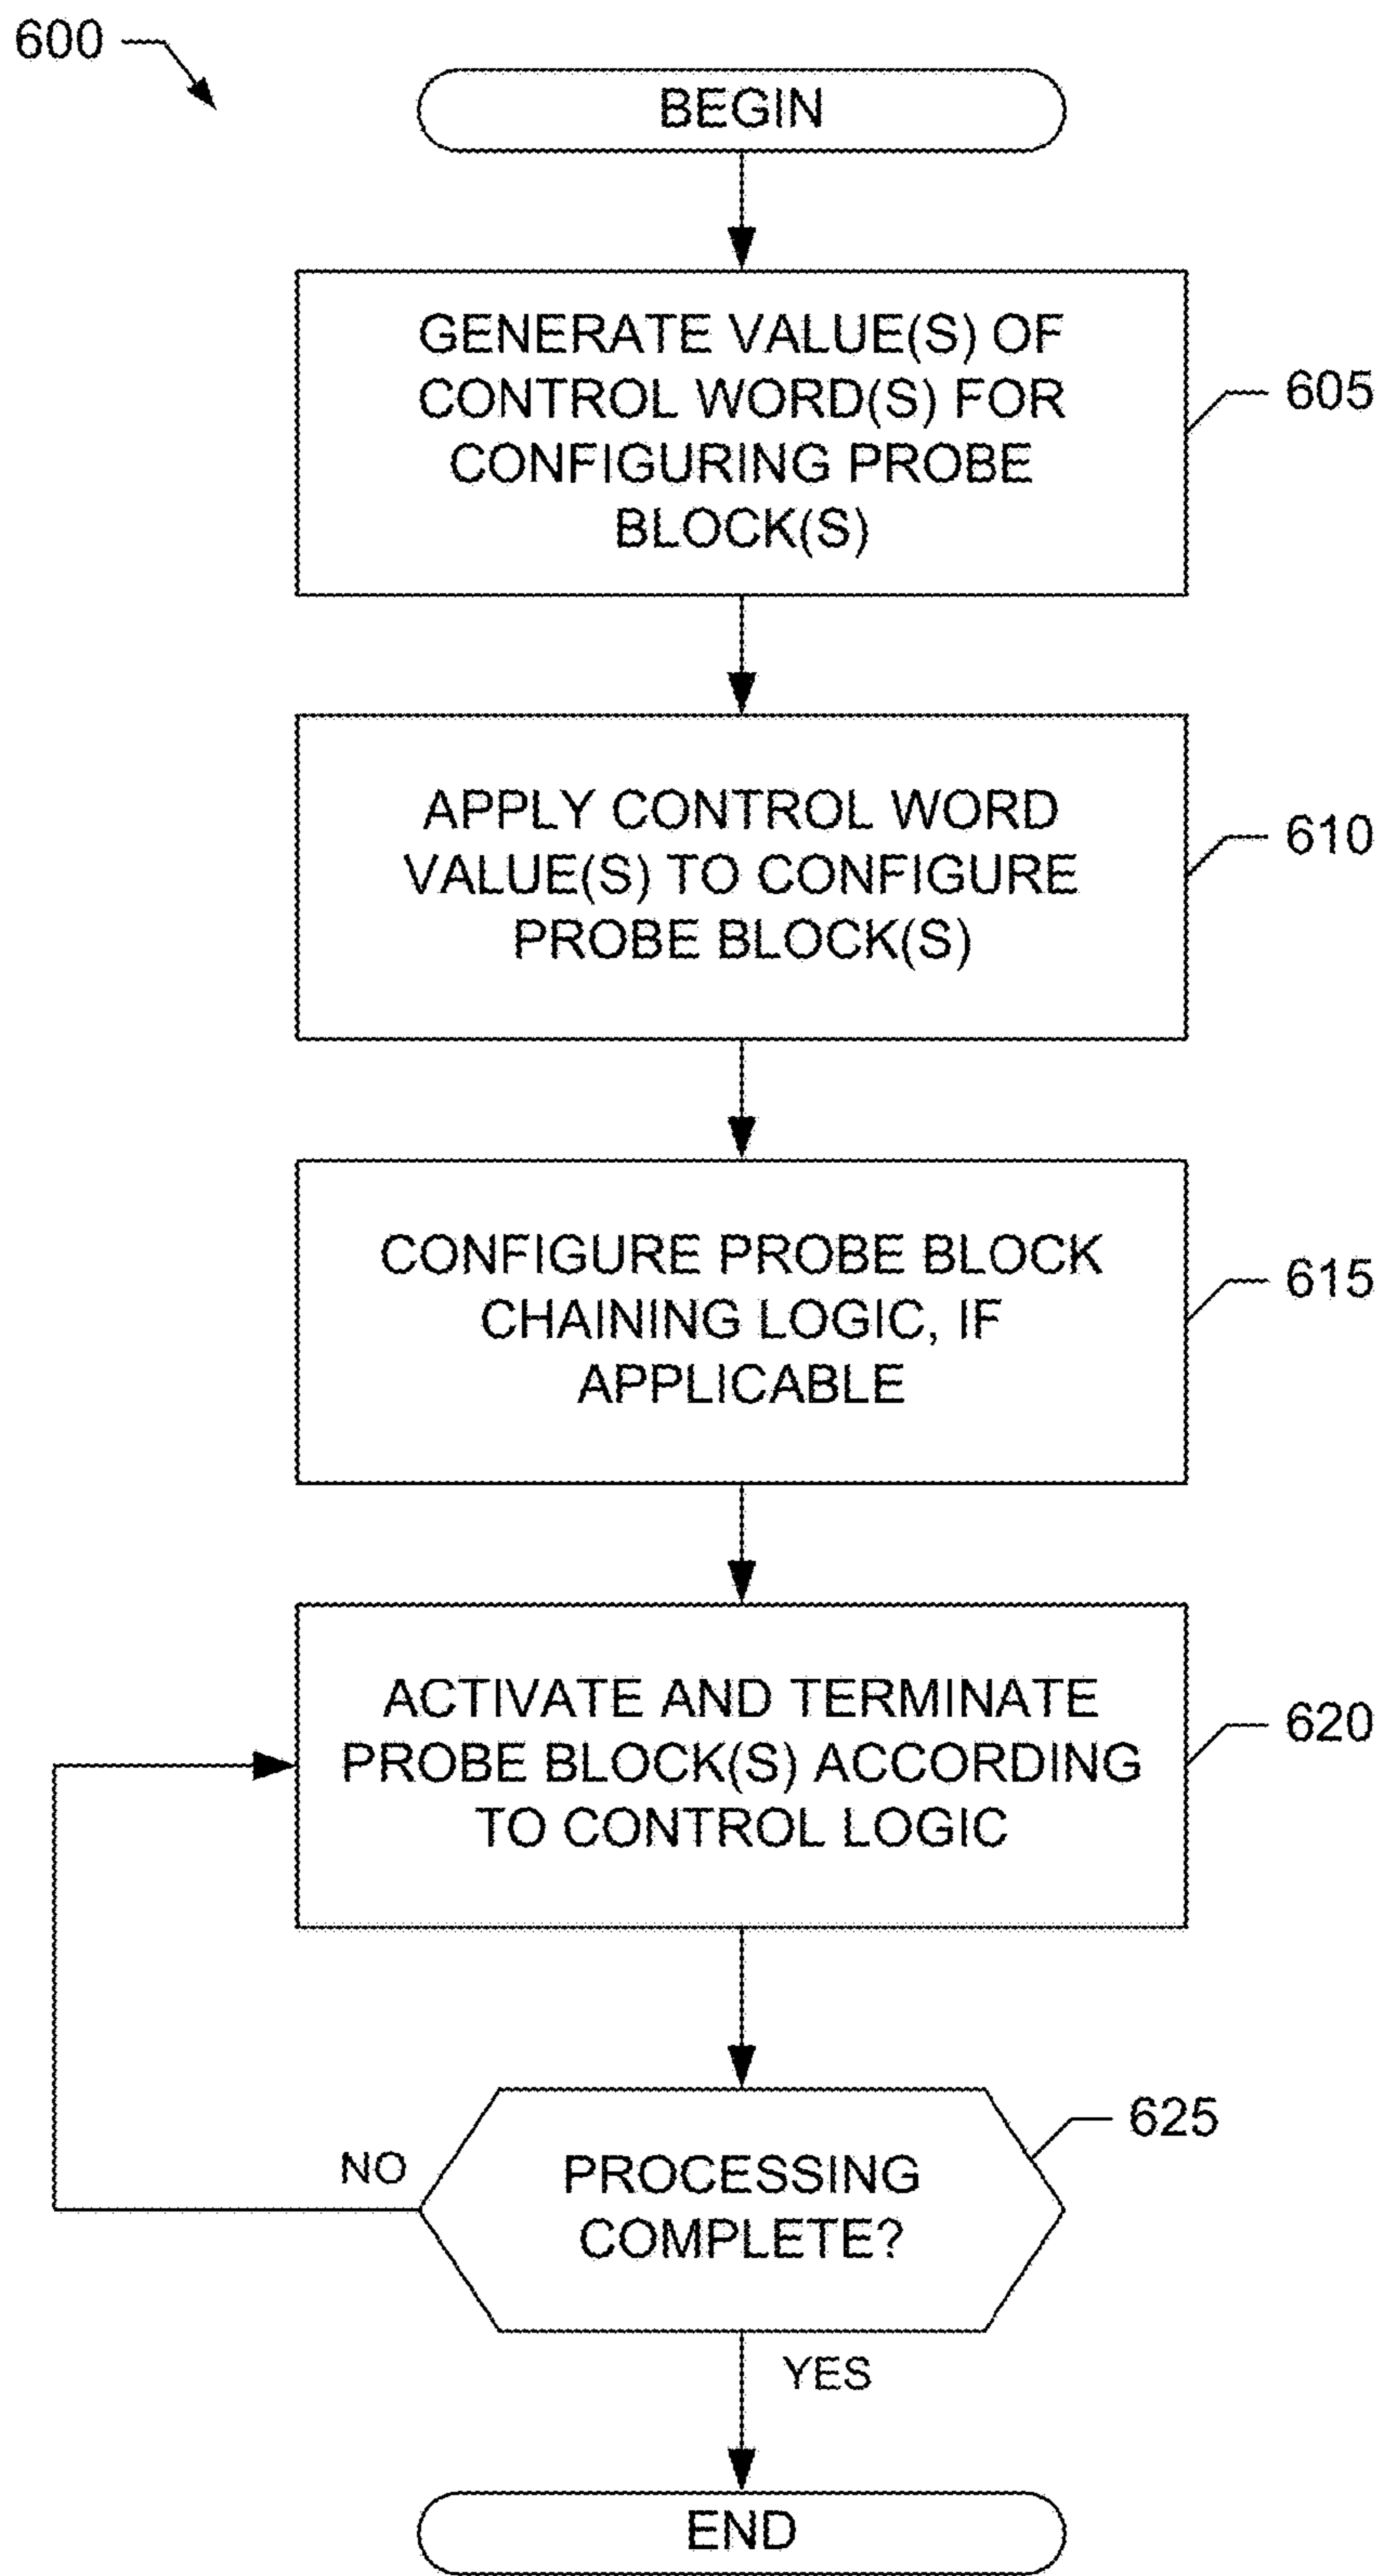 600
BEGIN
GENERATE VALUE(S) OF
CONTROL WORD(S) FOR
CONFIGURING PROBE
BLOCK(S)
605
APPLY CONTROL WORD
VALUE(S) TO CONFIGURE
PROBE BLOCK(S)
610
CONFIGURE PROBE BLOCK
CHAINING LOGIC, IF
APPLICABLE
615
ACTIVATE AND TERMINATE
PROBE BLOCK(S) ACCORDING
TO CONTROL LOGIC
620
625
NO
PROCESSING
COMPLETE?
YES
END